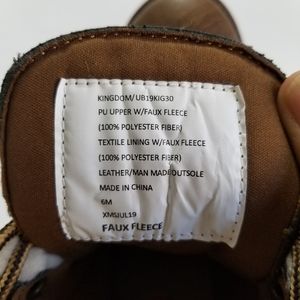 KINGDOM/UB19KIG30
PU UPPER W/FAUX FLEECE
(100% POLYESTER FIBER)
TEXTILE LINING W/FAUX FLEECE
(100% POLYESTER FIBER)
LEATHER/MAN MADE OUTSOLE
MADE IN CHINA
6M
XMSJUL19
FAUX FLEECE